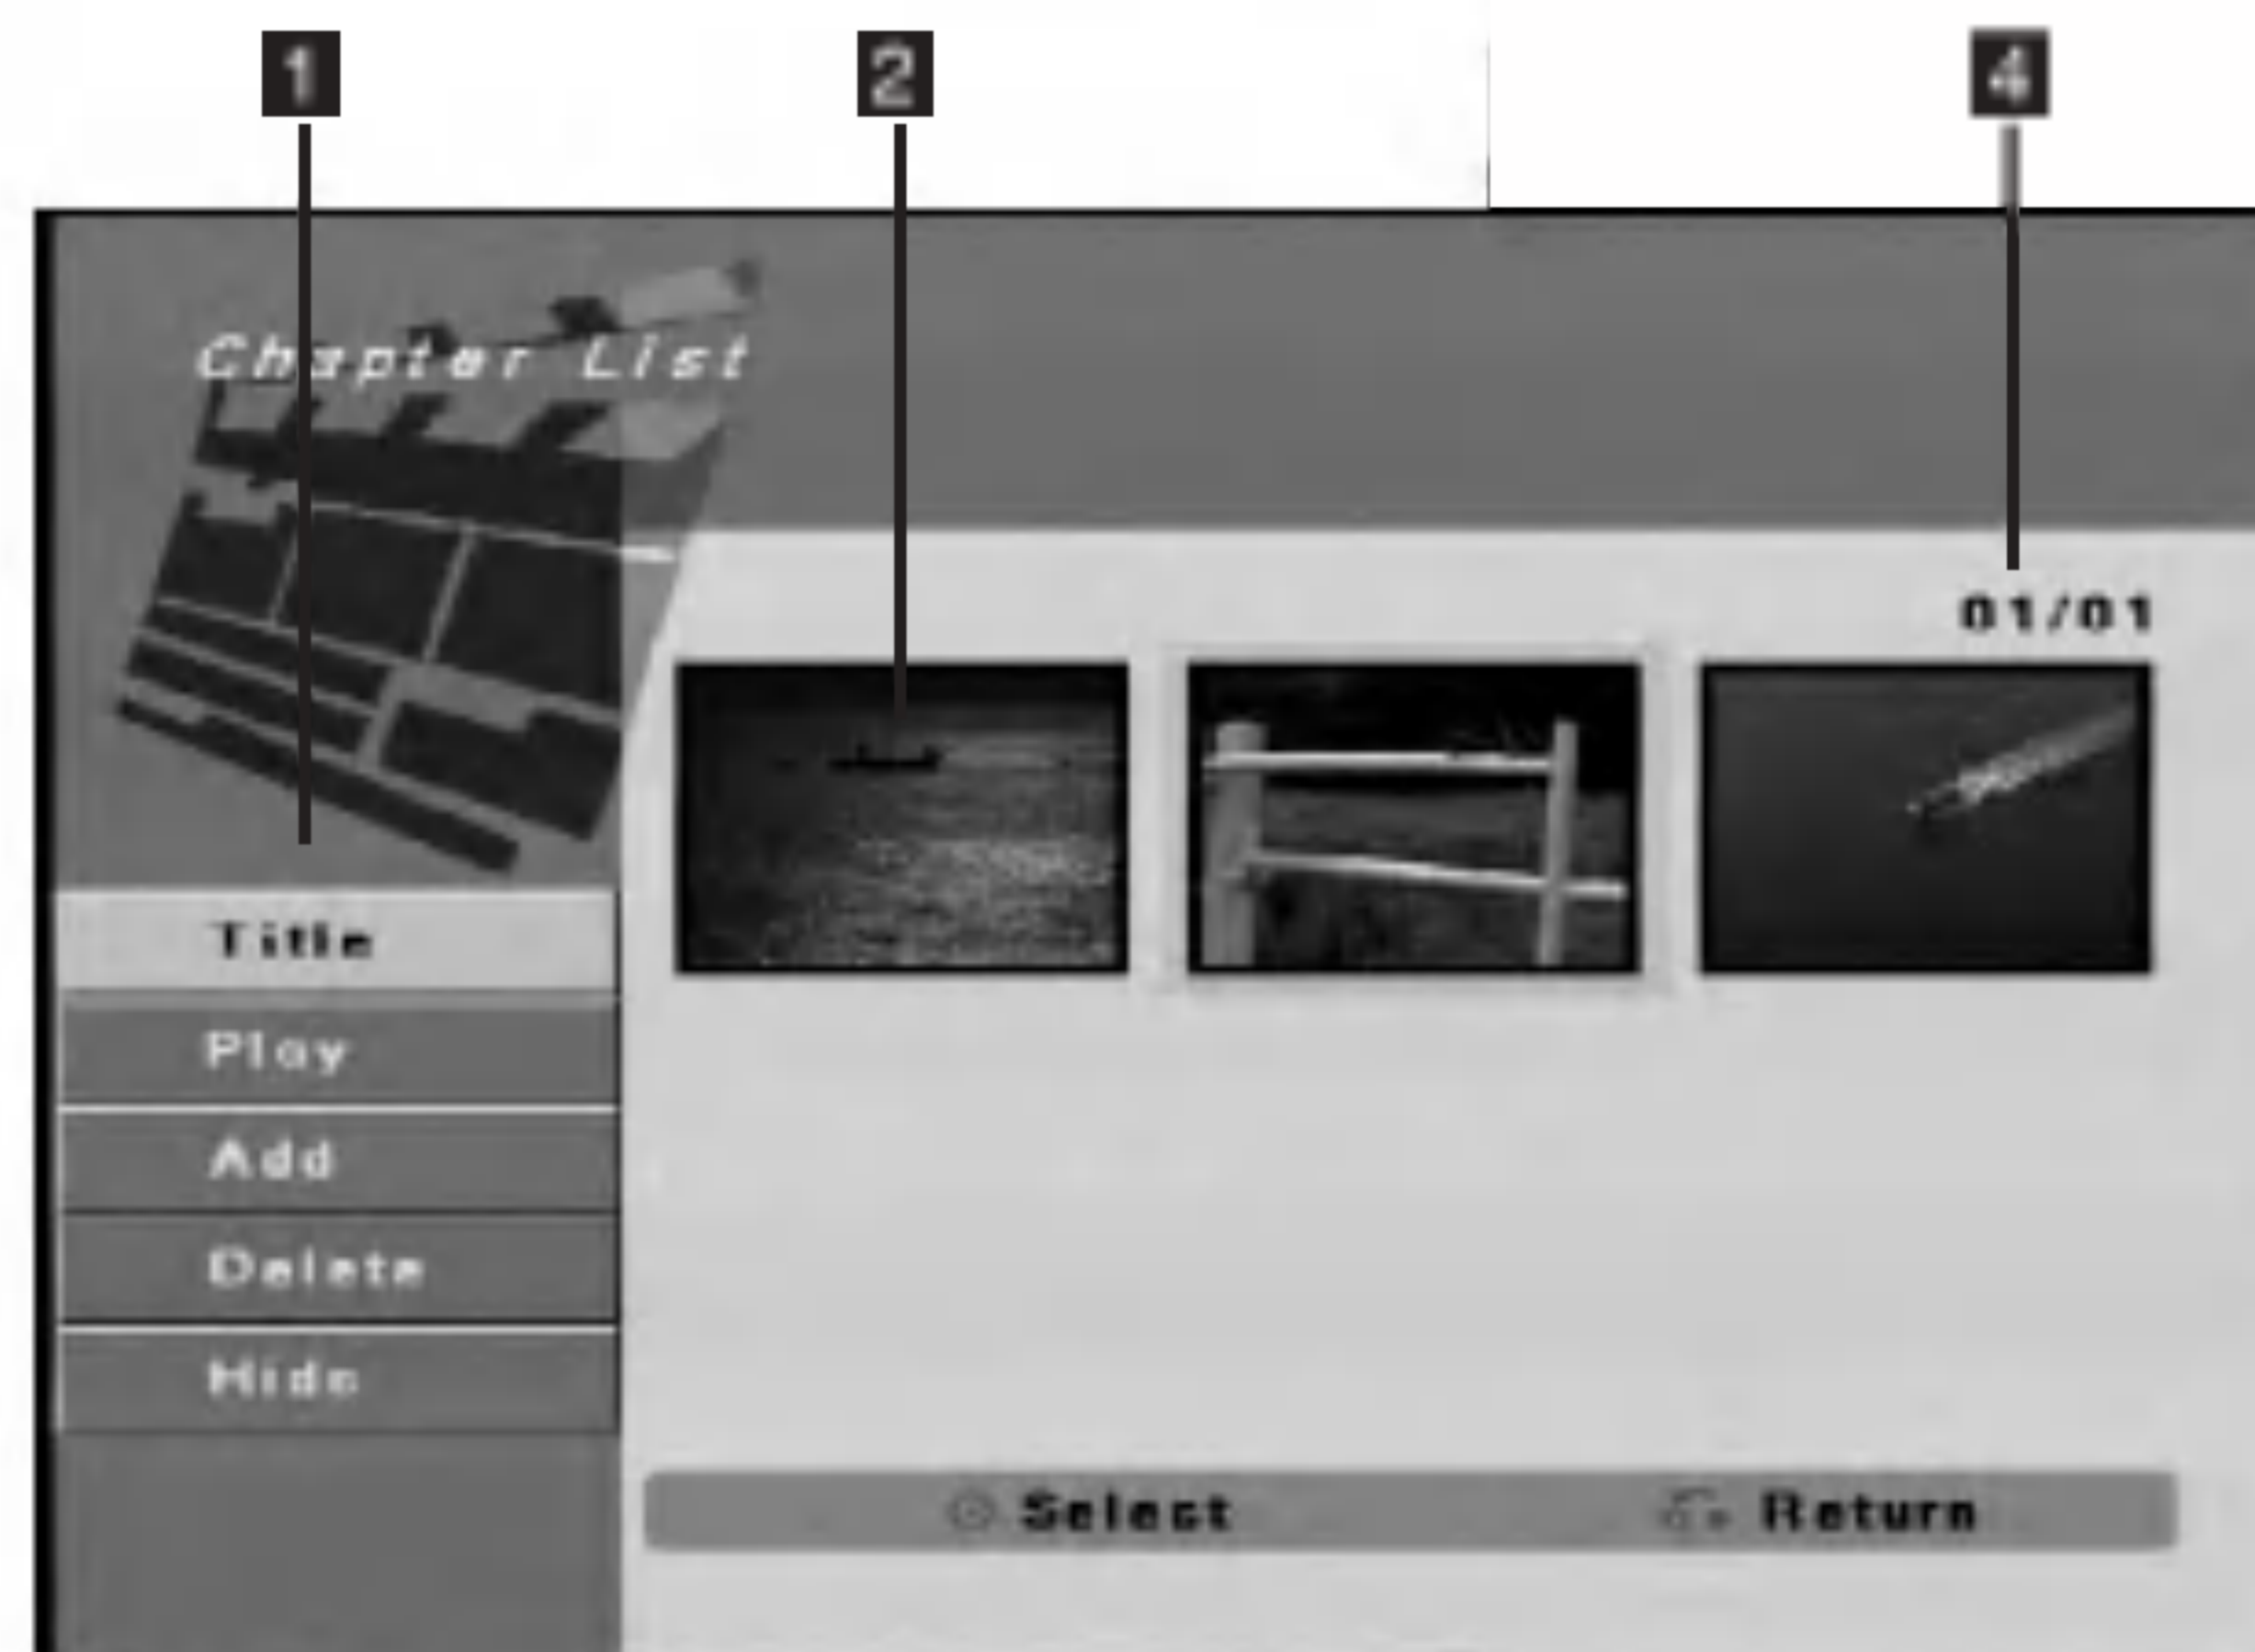 1 2 4
Chapter List
01/01
Title
Play
Add
Delete
Hide
Select Return